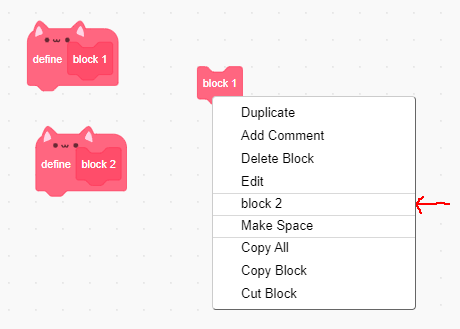 define block 1
block 1
define block 2
Duplicate
Add Comment
Delete Block
Edit
block 2
Make Space
Copy All
Copy Block
Cut Block